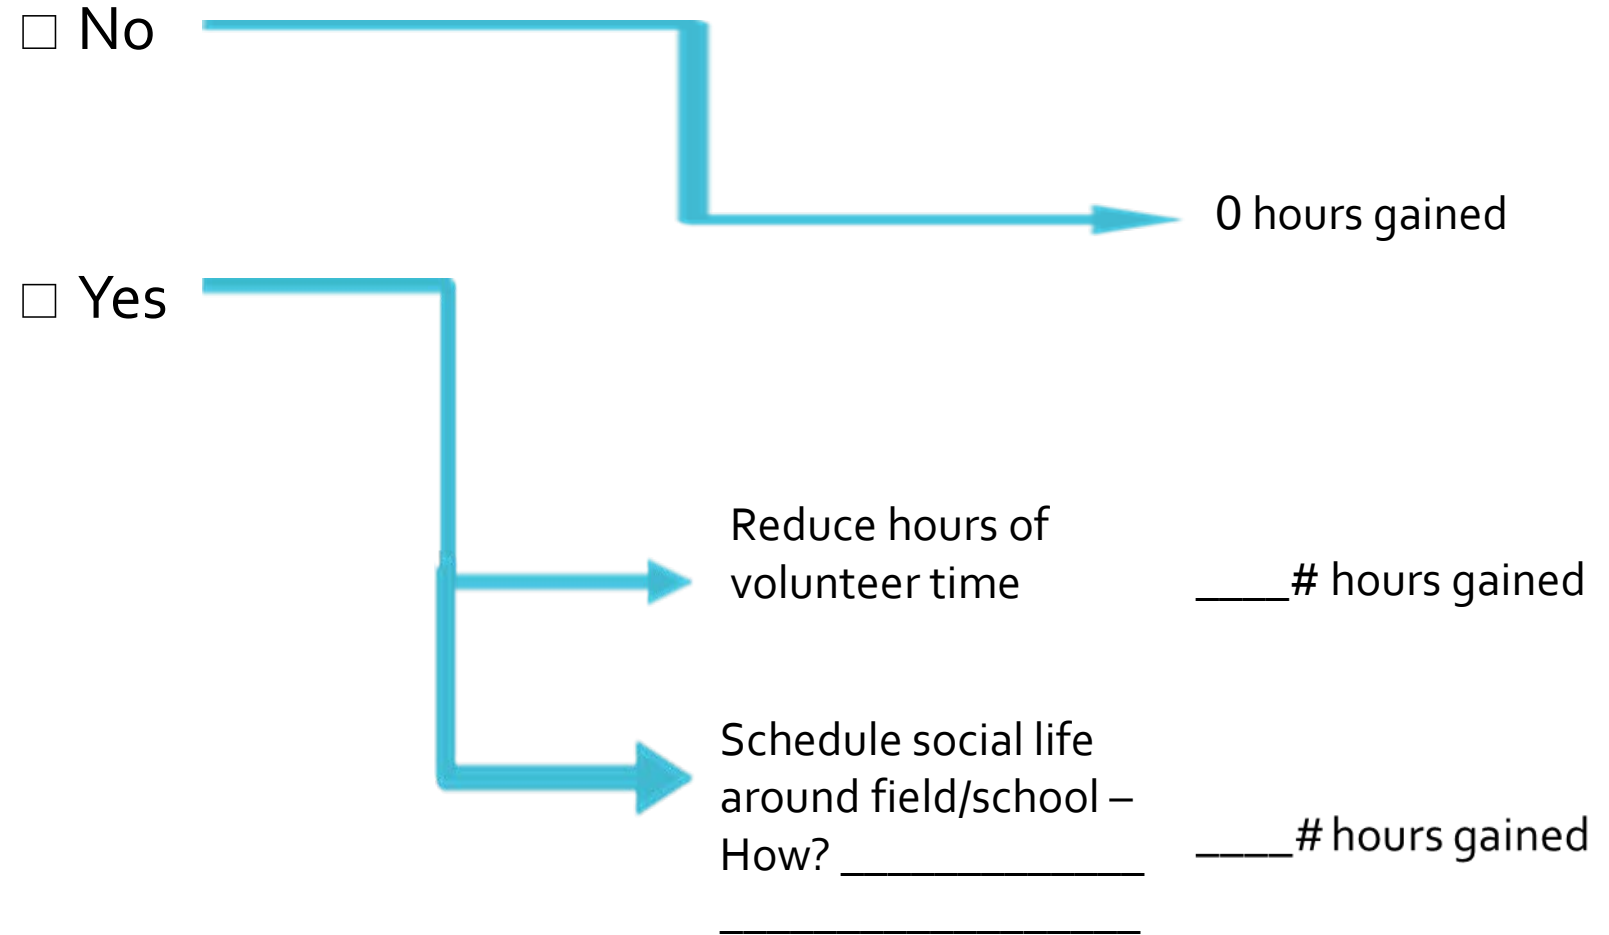 ☐ No
0 hours gained
☐ Yes
Reduce hours of
volunteer time
____# hours gained
Schedule social life
around field/school –
How? _____________
__________________
____# hours gained